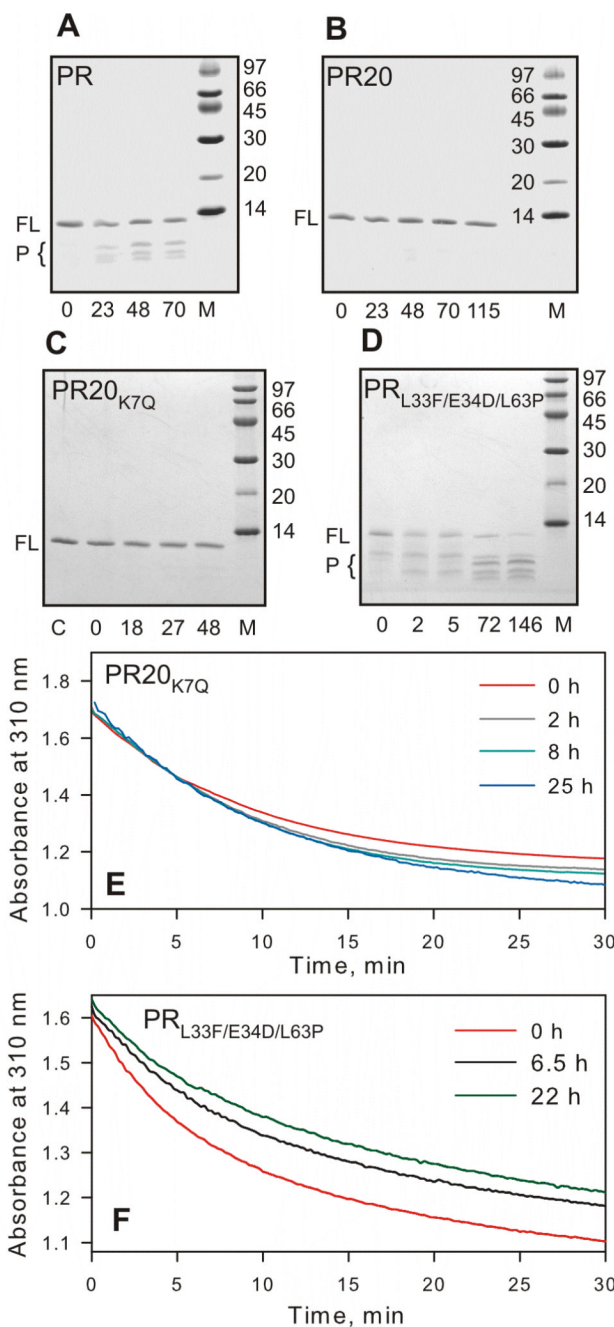 A
PR
97
66
45
30
20
14
FL
P {
0 23 48 70 M
B
PR20
97
66
45
30
20
14
FL
0 23 48 70 115 M
C
PR20K7Q
97
66
45
30
20
14
FL
C 0 18 27 48 M
D
PRL33F/E34D/L63P
97
66
45
30
20
14
FL
P {
0 2 5 72 146 M
Absorbance at 310 nm
1.8
1.6
1.4
1.2
1.0
PR20K7Q
0 h
2 h
8 h
25 h
E
0 5 10 15 20 25 30
Time, min
Absorbance at 310 nm
1.6
1.5
1.4
1.3
1.2
1.1
PRL33F/E34D/L63P
0 h
6.5 h
22 h
F
0 5 10 15 20 25 30
Time, min